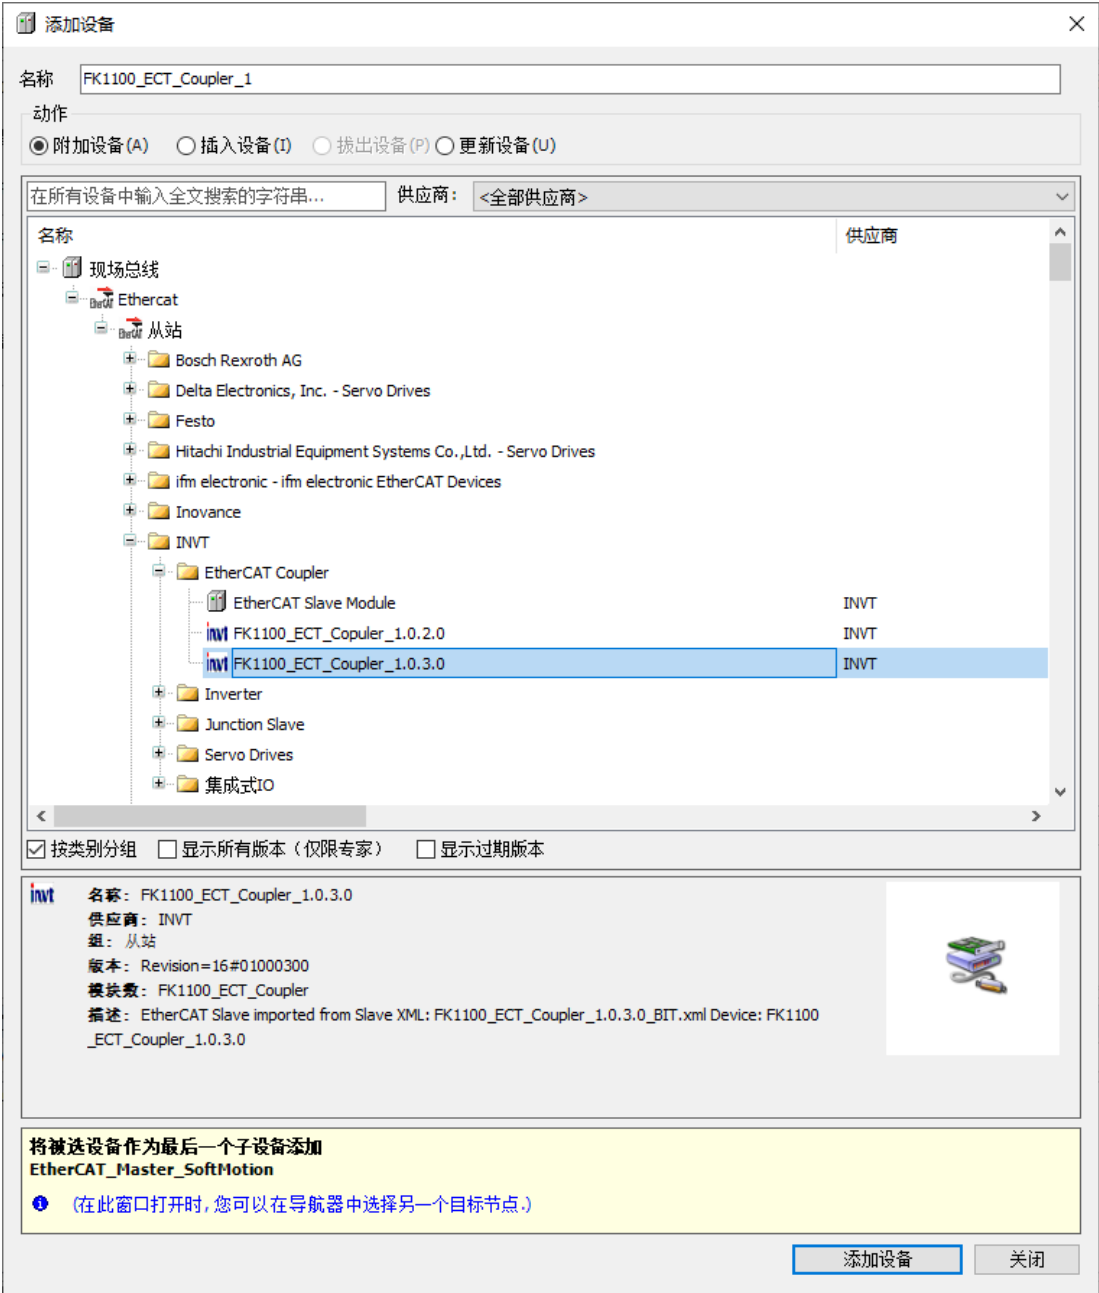 添加设备
名称 FK1100_ECT_Coupler_1
动作
附加设备(A) 插入设备(I) 拔出设备(P) 更新设备(U)
在所有设备中输入全文搜索的字符串... 供应商: <全部供应商>
名称 供应商
现场总线
EtherCAT Ethercat
EtherCAT 从站
Bosch Rexroth AG
Delta Electronics, Inc. - Servo Drives
Festo
Hitachi Industrial Equipment Systems Co.,Ltd. - Servo Drives
ifm electronic - ifm electronic EtherCAT Devices
Inovance
INVT
EtherCAT Coupler
EtherCAT Slave Module INVT
invt FK1100_ECT_Copuler_1.0.2.0 INVT
invt FK1100_ECT_Coupler_1.0.3.0 INVT
Inverter
Junction Slave
Servo Drives
集成式IO
按类别分组 显示所有版本（仅限专家） 显示过期版本
invt 名称: FK1100_ECT_Coupler_1.0.3.0
供应商: INVT
组: 从站
版本: Revision=16#01000300
模块数: FK1100_ECT_Coupler
描述: EtherCAT Slave imported from Slave XML: FK1100_ECT_Coupler_1.0.3.0_BIT.xml Device: FK1100
_ECT_Coupler_1.0.3.0
将被选设备作为最后一个子设备添加
EtherCAT_Master_SoftMotion
(在此窗口打开时,您可以在导航器中选择另一个目标节点.)
添加设备 关闭